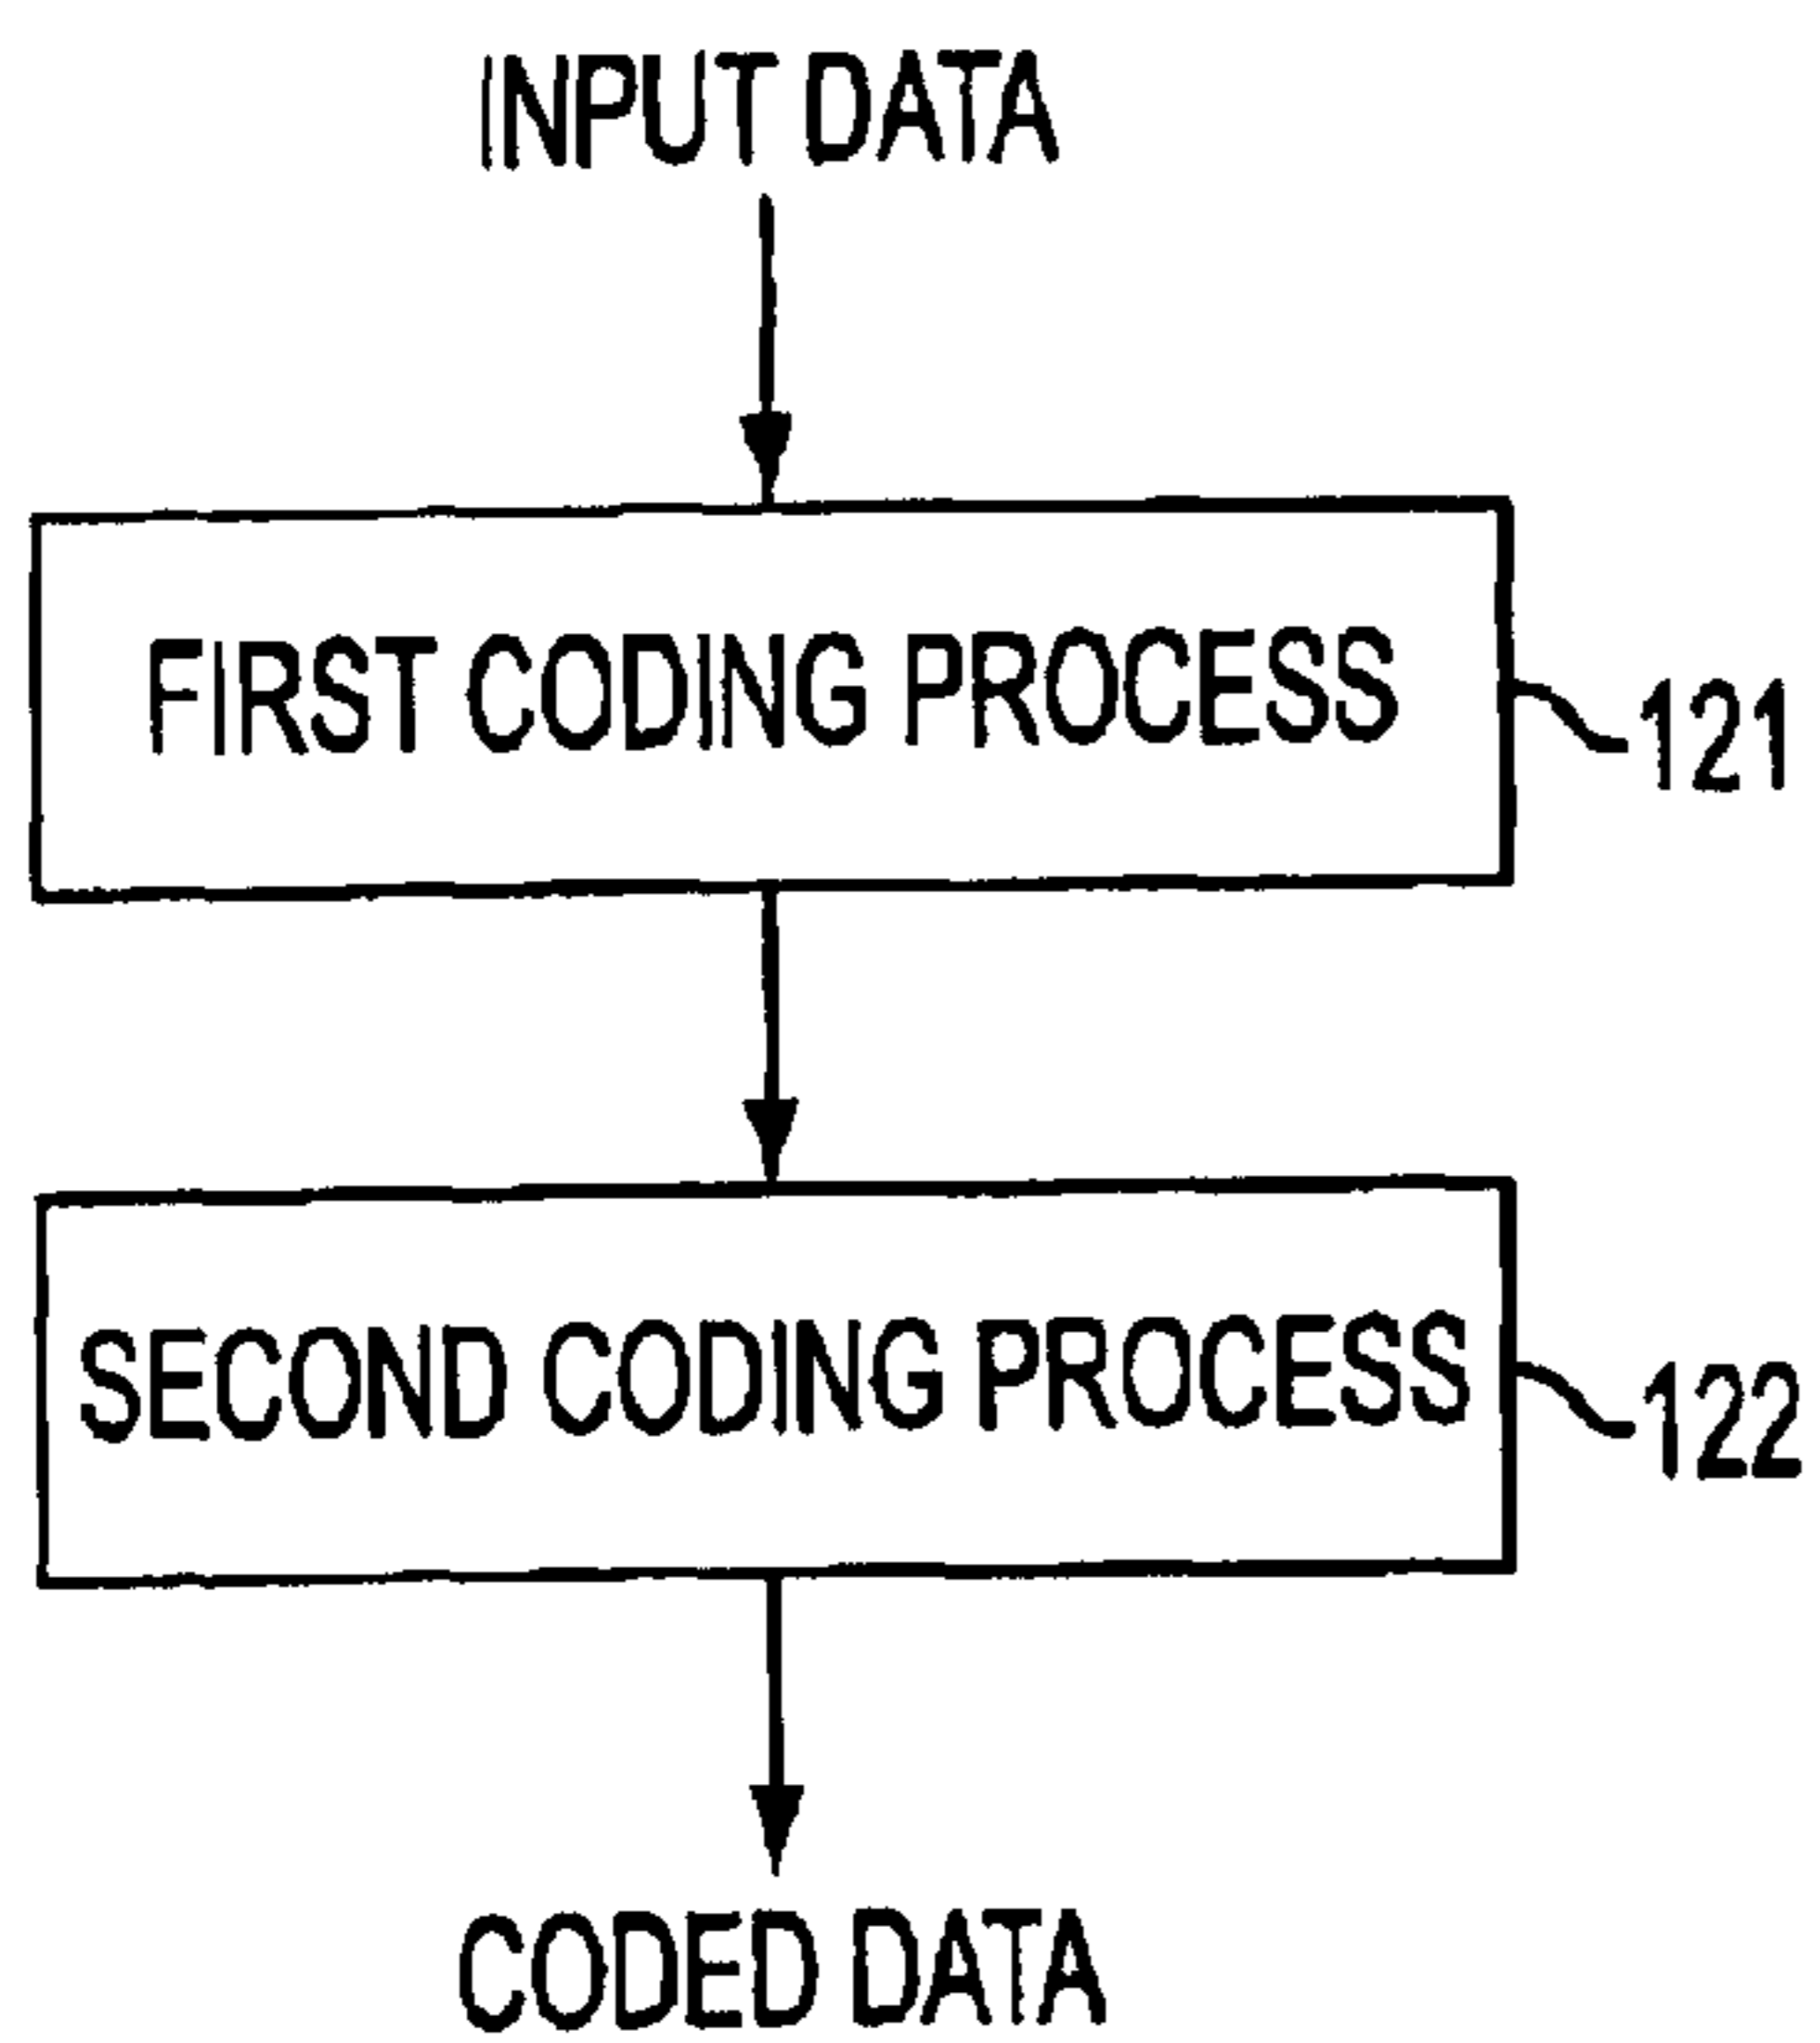 INPUT DATA
FIRST CODING PROCESS
121
SECOND CODING PROCESS
122
CODED DATA